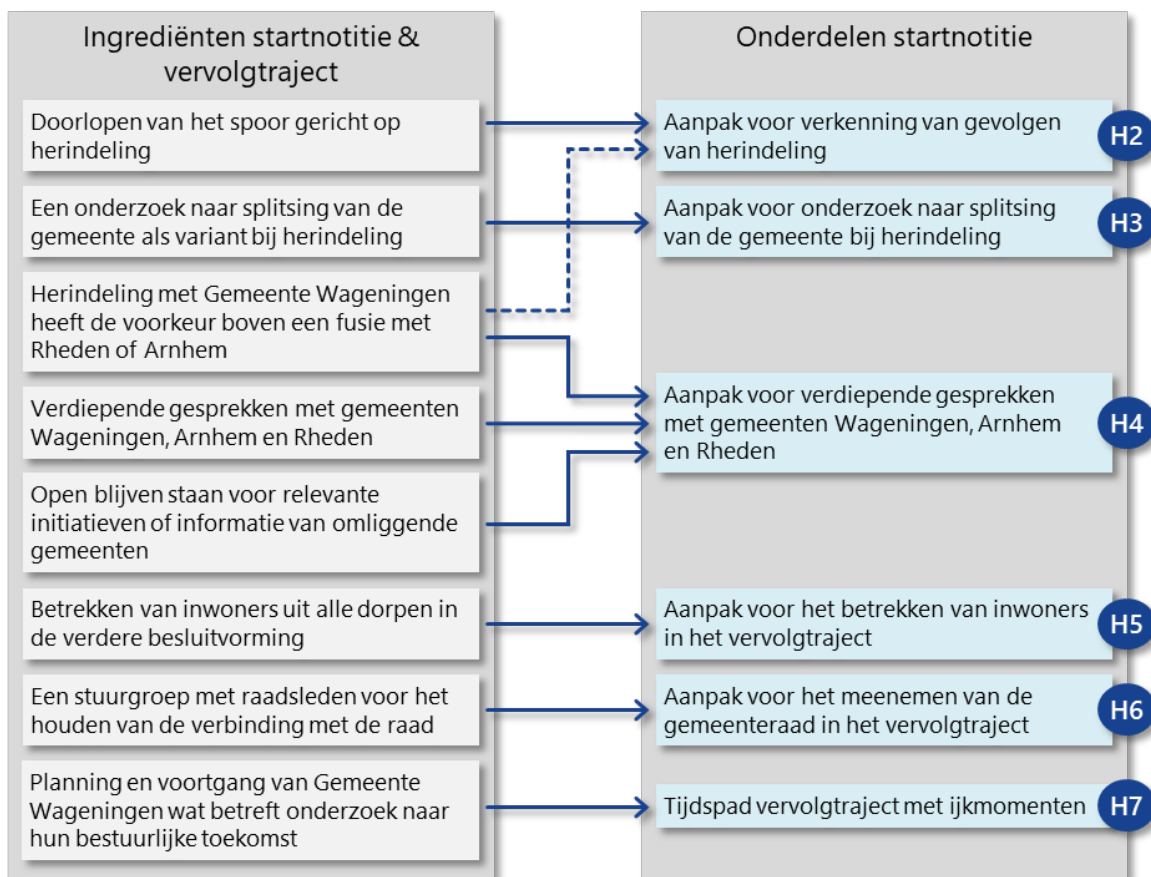 Ingrediënten startnotitie &
vervolgtraject
Doorlopen van het spoor gericht op
herindeling
Een onderzoek naar splitsing van de
gemeente als variant bij herindeling
Herindeling met Gemeente Wageningen
heeft de voorkeur boven een fusie met
Rheden of Arnhem
Verdiepende gesprekken met gemeenten
Wageningen, Arnhem en Rheden
Open blijven staan voor relevante
initiatieven of informatie van omliggende
gemeenten
Betrekken van inwoners uit alle dorpen in
de verdere besluitvorming
Een stuurgroep met raadsleden voor het
houden van de verbinding met de raad
Planning en voortgang van Gemeente
Wageningen wat betreft onderzoek naar
hun bestuurlijke toekomst
Onderdelen startnotitie
Aanpak voor verkenning van gevolgen
van herindeling
H2
Aanpak voor onderzoek naar splitsing
van de gemeente bij herindeling
H3
Aanpak voor verdiepende gesprekken
met gemeenten Wageningen, Arnhem
en Rheden
H4
Aanpak voor het betrekken van inwoners
in het vervolgtraject
H5
Aanpak voor het meenemen van de
gemeenteraad in het vervolgtraject
H6
Tijdspad vervolgtraject met ijkmomenten
H7